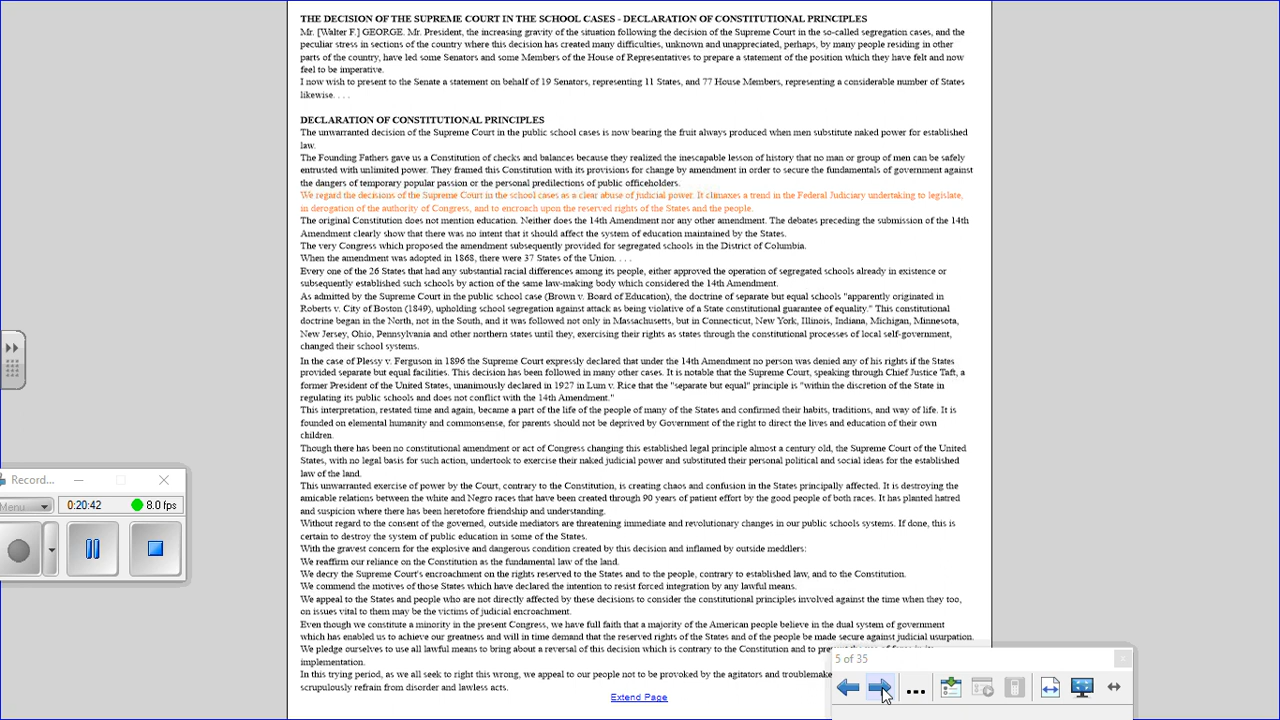 THE DECISION OF THE SUPREME COURT IN THE SCHOOL CASES - DECLARATION OF CONSTITUTIONAL PRINCIPLES
Mr. [Walter F.] GEORGE. Mr. President, the increasing gravity of the situation following the decision of the Supreme Court in the so-called segregation cases, and the
peculiar stress in sections of the country where this decision has created many difficulties, unknown and unappreciated, perhaps, by many people residing in other
parts of the country, have led some Senators and some Members of the House of Representatives to prepare a statement of the position which they have felt and now
feel to be imperative.
I now wish to present to the Senate a statement on behalf of 19 Senators, representing 11 States, and 77 House Members, representing a considerable number of States
likewise. . . .
DECLARATION OF CONSTITUTIONAL PRINCIPLES
The unwarranted decision of the Supreme Court in the public school cases is now bearing the fruit always produced when men substitute naked power for established
law.
The Founding Fathers gave us a Constitution of checks and balances because they realized the inescapable lesson of history that no man or group of men can be safely
entrusted with unlimited power. They framed this Constitution with its provisions for change by amendment in order to secure the fundamentals of government against
the dangers of temporary popular passion or the personal predilections of public officeholders.
We regard the decisions of the Supreme Court in the school cases as a clear abuse of judicial power. It climaxes a trend in the Federal Judiciary undertaking to legislate,
in derogation of the authority of Congress, and to encroach upon the reserved rights of the States and the people.
The original Constitution does not mention education. Neither does the 14th Amendment nor any other amendment. The debates preceding the submission of the 14th
Amendment clearly show that there was no intent that it should affect the system of education maintained by the States.
The very Congress which proposed the amendment subsequently provided for segregated schools in the District of Columbia.
When the amendment was adopted in 1868, there were 37 States of the Union. . . .
Every one of the 26 States that had any substantial racial differences among its people, either approved the operation of segregated schools already in existence or
subsequently established such schools by action of the same law-making body which considered the 14th Amendment.
As admitted by the Supreme Court in the public school case (Brown v. Board of Education), the doctrine of separate but equal schools "apparently originated in
Roberts v. City of Boston (1849), upholding school segregation against attack as being violative of a State constitutional guarantee of equality." This constitutional
doctrine began in the North, not in the South, and it was followed not only in Massachusetts, but in Connecticut, New York, Illinois, Indiana, Michigan, Minnesota,
New Jersey, Ohio, Pennsylvania and other northern states until they, exercising their rights as states through the constitutional processes of local self-government,
changed their school systems.
In the case of Plessy v. Ferguson in 1896 the Supreme Court expressly declared that under the 14th Amendment no person was denied any of his rights if the States
provided separate but equal facilities. This decision has been followed in many other cases. It is notable that the Supreme Court, speaking through Chief Justice Taft, a
former President of the United States, unanimously declared in 1927 in Lum v. Rice that the "separate but equal" principle is "within the discretion of the State in
regulating its public schools and does not conflict with the 14th Amendment."
This interpretation, restated time and again, became a part of the life of the people of many of the States and confirmed their habits, traditions, and way of life. It is
founded on elemental humanity and commonsense, for parents should not be deprived by Government of the right to direct the lives and education of their own
children.
Though there has been no constitutional amendment or act of Congress changing this established legal principle almost a century old, the Supreme Court of the United
States, with no legal basis for such action, undertook to exercise their naked judicial power and substituted their personal political and social ideas for the established
law of the land.
This unwarranted exercise of power by the Court, contrary to the Constitution, is creating chaos and confusion in the States principally affected. It is destroying the
amicable relations between the white and Negro races that have been created through 90 years of patient effort by the good people of both races. It has planted hatred
and suspicion where there has been heretofore friendship and understanding.
Without regard to the consent of the governed, outside mediators are threatening immediate and revolutionary changes in our public schools systems. If done, this is
certain to destroy the system of public education in some of the States.
With the gravest concern for the explosive and dangerous condition created by this decision and inflamed by outside meddlers:
We reaffirm our reliance on the Constitution as the fundamental law of the land.
We decry the Supreme Court's encroachment on the rights reserved to the States and to the people, contrary to established law, and to the Constitution.
We commend the motives of those States which have declared the intention to resist forced integration by any lawful means.
We appeal to the States and people who are not directly affected by these decisions to consider the constitutional principles involved against the time when they too,
on issues vital to them may be the victims of judicial encroachment.
Even though we constitute a minority in the present Congress, we have full faith that a majority of the American people believe in the dual system of government
which has enabled us to achieve our greatness and will in time demand that the reserved rights of the States and of the people be made secure against judicial usurpation.
We pledge ourselves to use all lawful means to bring about a reversal of this decision which is contrary to the Constitution and to
implementation.
In this trying period, as we all seek to right this wrong, we appeal to our people not to be provoked by the agitators and
scrupulously refrain from disorder and lawless acts.
Extend Page
Record...
Menu
0:20:42
8.0 fps
5 of 35